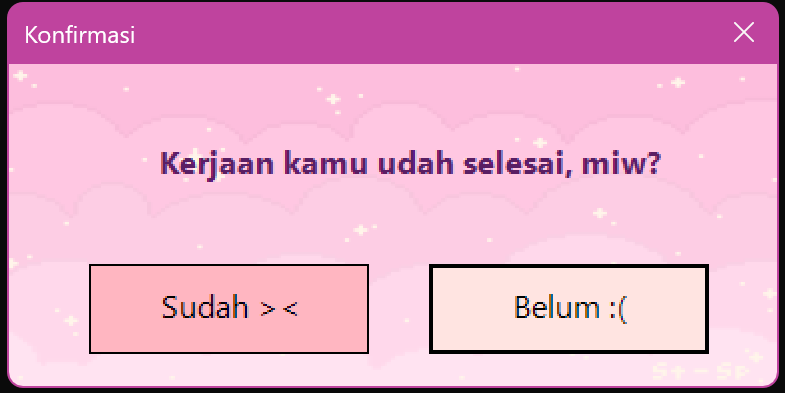 Konfirmasi
Kerjaan kamu udah selesai, miw?
Sudah > <
Belum :(